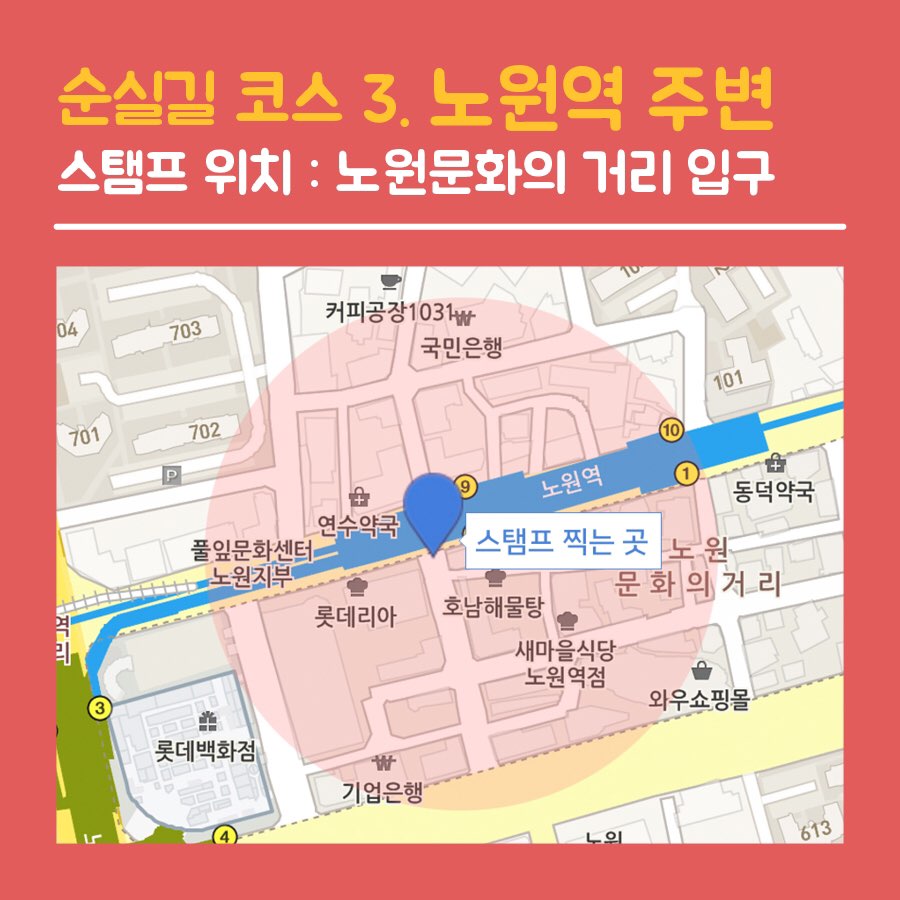 순실길 코스 3. 노원역 주변
스탬프 위치 : 노원문화의 거리 입구
커피공장1031
국민은행
04
703
10
101
701
702
P
10
1
9
노원역
동덕약국
연수약국
스탬프 찍는 곳
노원
문화의거리
풀잎문화센터
노원지부
롯데리아
호남해물탕
새마을식당
노원역점
와우쇼핑몰
역
리
3
롯데백화점
기업은행
4
노원
613